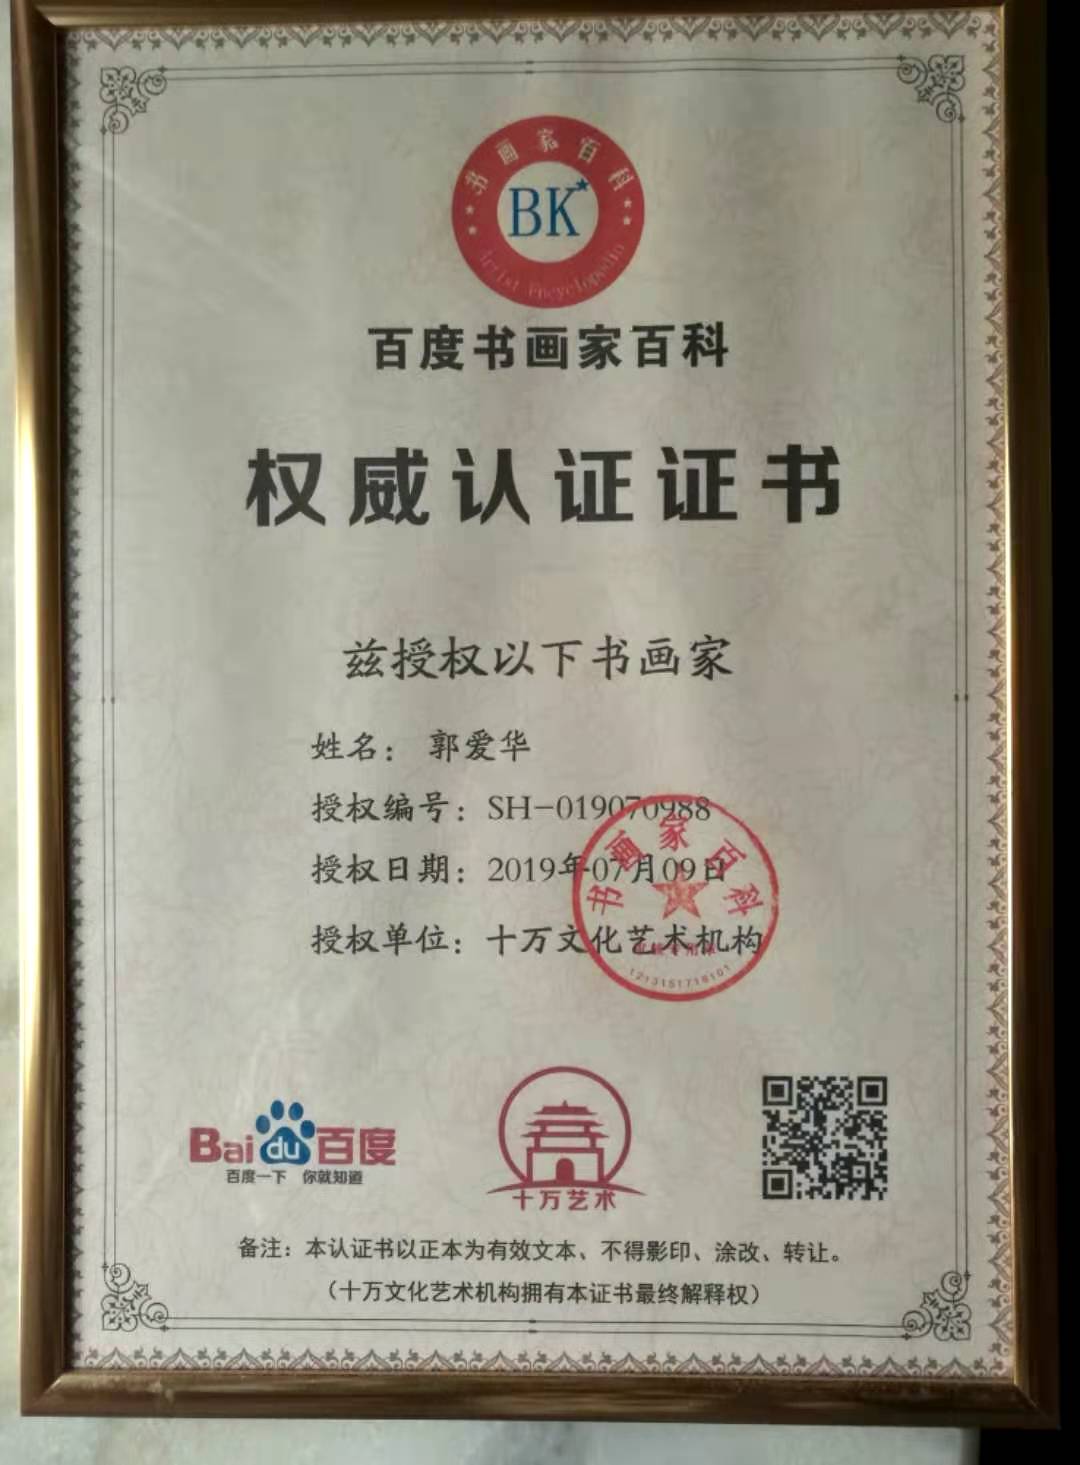 书画家百科
BK
Artist Encyclopedia
百度书画家百科
权威认证证书
兹授权以下书画家
姓名： 郭爱华
授权编号：SH-019070988
授权日期：2019年07月09日
授权单位：十万文化艺术机构
书画家百科
Bai du 百度
百度一下 你就知道
十万艺术
备注：本认证书以正本为有效文本、不得影印、涂改、转让。
（十万文化艺术机构拥有本证书最终解释权）